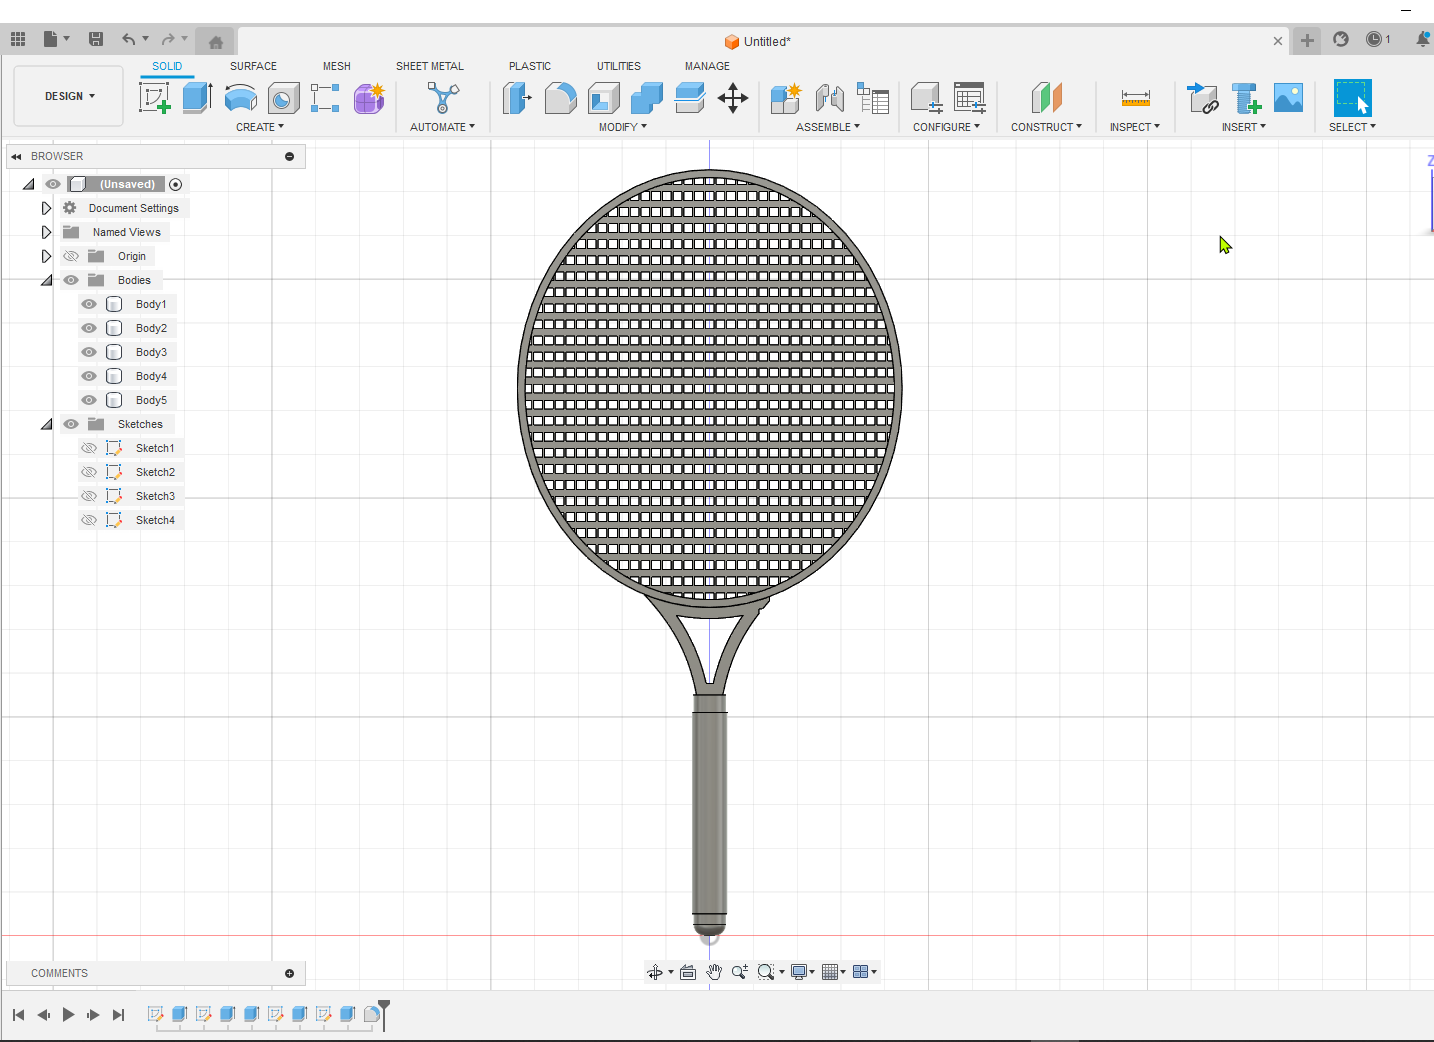 Untitled*
1
SOLID SURFACE MESH SHEET METAL PLASTIC UTILITIES MANAGE
DESIGN
CREATE AUTOMATE MODIFY ASSEMBLE CONFIGURE CONSTRUCT INSPECT INSERT SELECT
BROWSER
Z
(Unsaved)
Document Settings
Named Views
Origin
Bodies
Body1
Body2
Body3
Body4
Body5
Sketches
Sketch1
Sketch2
Sketch3
Sketch4
COMMENTS